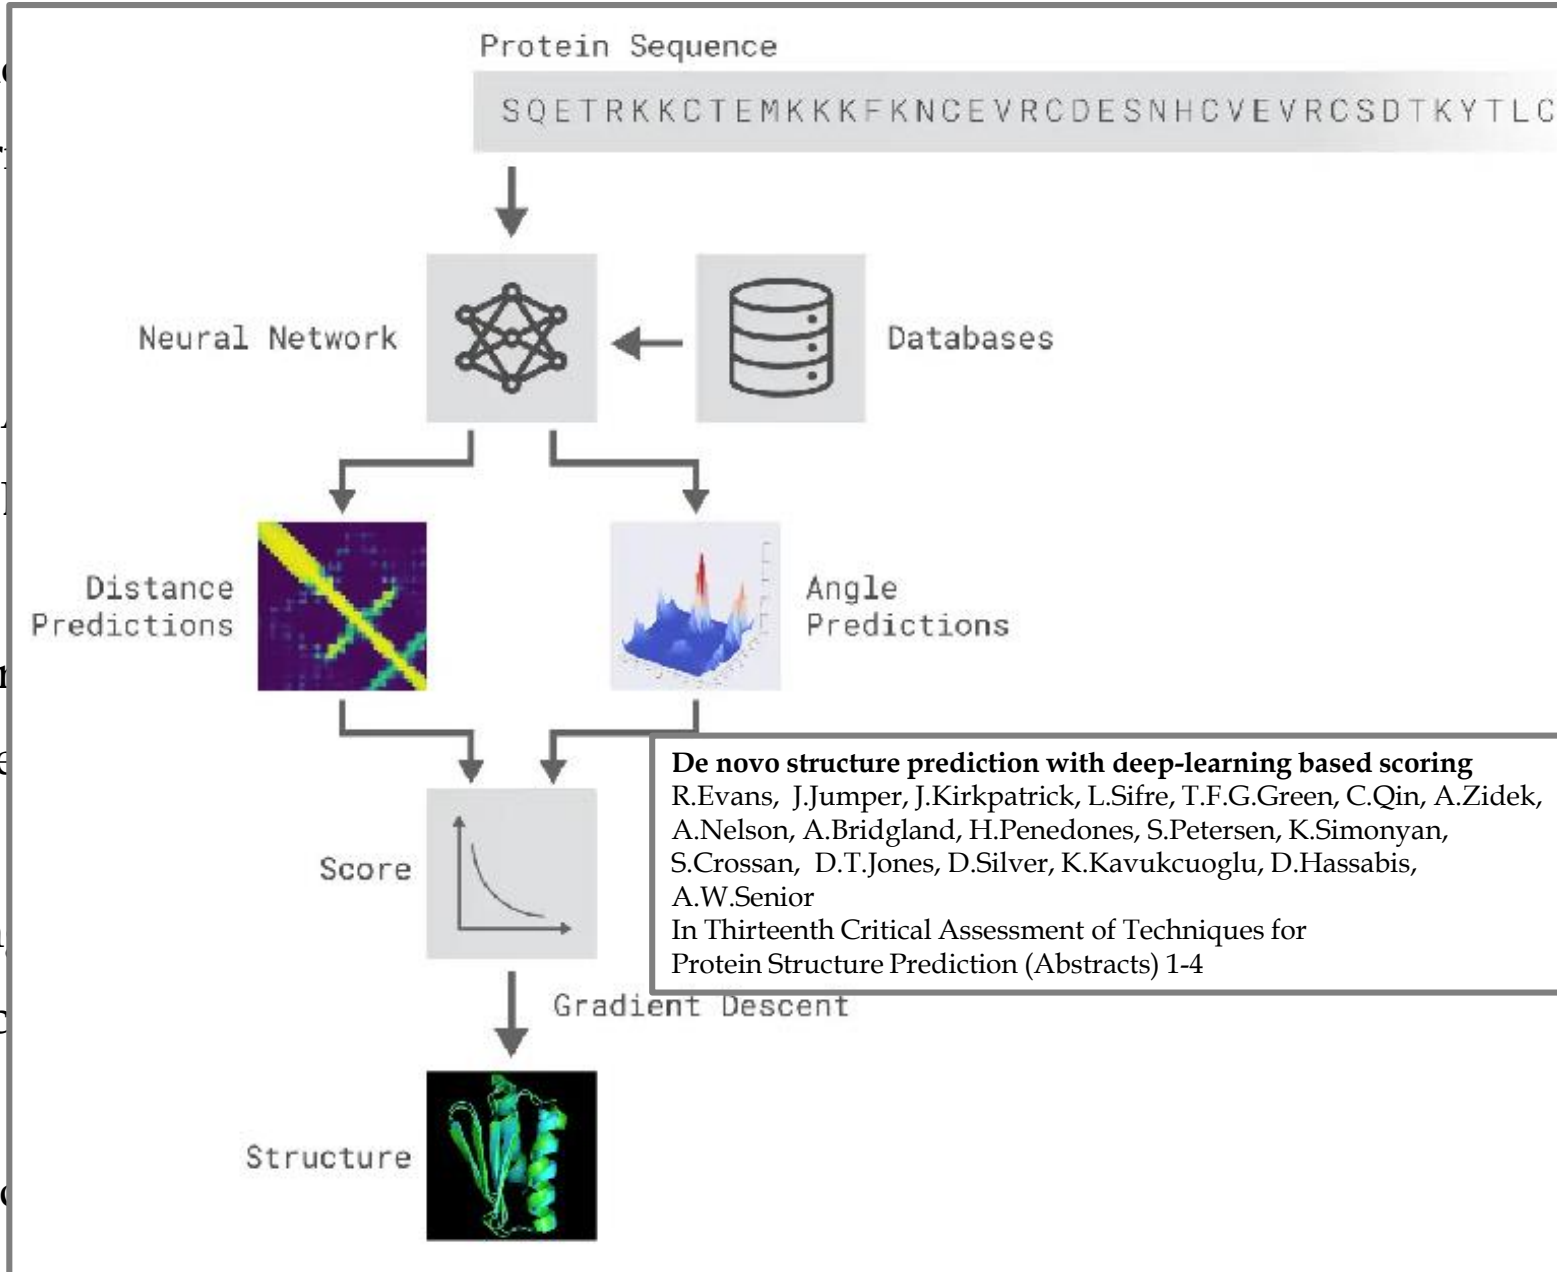 Protein Sequence
SQETRKKCTEMKKKFKNCEVRCDESNHCVEVRCSDTKYTLC
Neural Network
Databases
Distance
Predictions
Angle
Predictions
De novo structure prediction with deep-learning based scoring
R.Evans, J.Jumper, J.Kirkpatrick, L.Sifre, T.F.G.Green, C.Qin, A.Zidek,
A.Nelson, A.Bridgland, H.Penedones, S.Petersen, K.Simonyan,
S.Crossan, D.T.Jones, D.Silver, K.Kavukcuoglu, D.Hassabis,
A.W.Senior
In Thirteenth Critical Assessment of Techniques for
Protein Structure Prediction (Abstracts) 1-4
Score
Gradient Descent
Structure